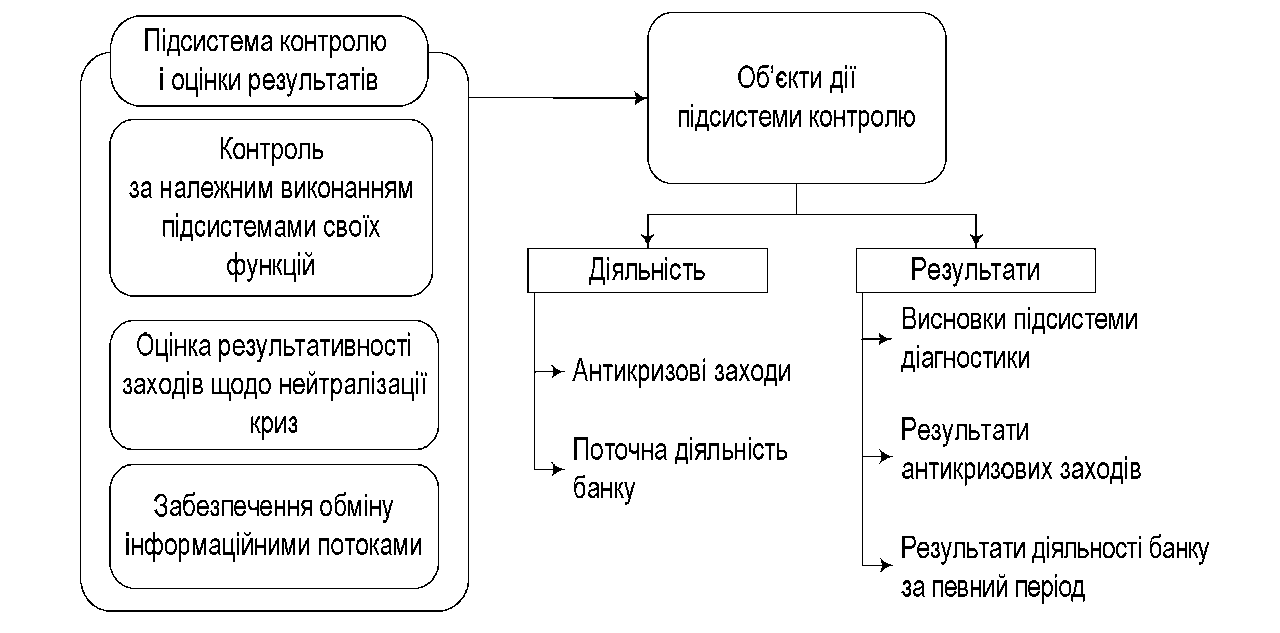 Підсистема контролю
і оцінки результатів
Контроль
за належним виконанням
підсистемами своїх
функцій
Оцінка результативності
заходів щодо нейтралізації
криз
Забезпечення обміну
інформаційними потоками
Об’єкти дії
підсистеми контролю
Діяльність
Антикризові заходи
Поточна діяльність
банку
Результати
Висновки підсистеми
діагностики
Результати
антикризових заходів
Результати діяльності банку
за певний період